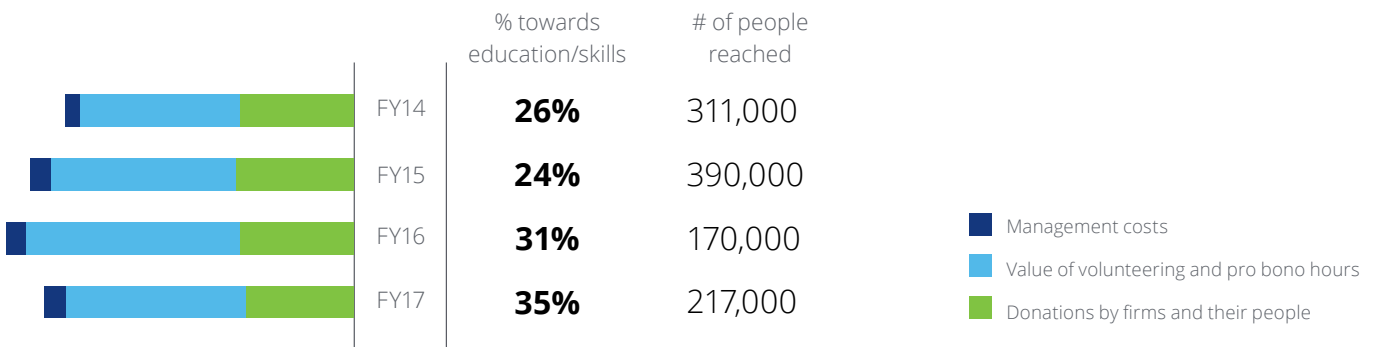 % towards
education/skills
# of people
reached
FY14 26% 311,000
FY15 24% 390,000
FY16 31% 170,000
FY17 35% 217,000
Management costs
Value of volunteering and pro bono hours
Donations by firms and their people